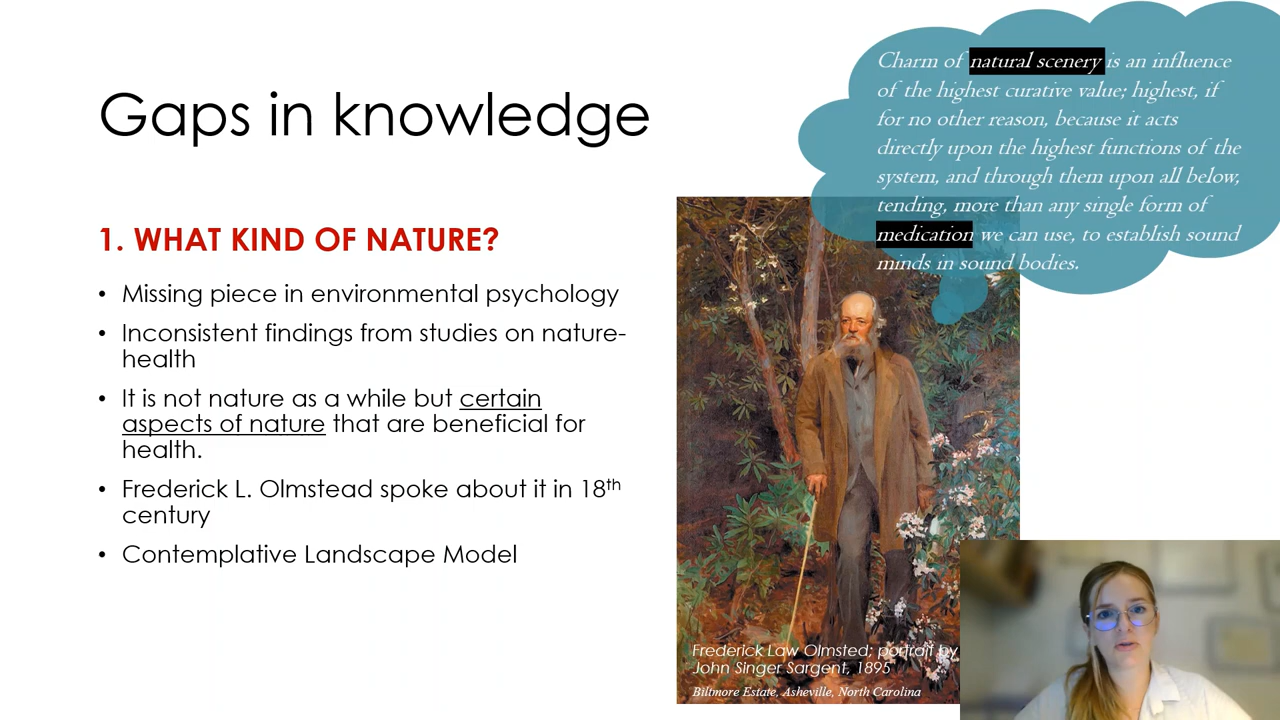 Gaps in knowledge
1. WHAT KIND OF NATURE?
• Missing piece in environmental psychology
• Inconsistent findings from studies on nature-
health
• It is not nature as a while but certain
aspects of nature that are beneficial for
health.
• Frederick L. Olmstead spoke about it in 18th
century
• Contemplative Landscape Model
Charm of natural scenery is an influence
of the highest curative value; highest, if
for no other reason, because it acts
directly upon the highest functions of the
system, and through them upon all below,
tending, more than any single form of
medication we can use, to establish sound
minds in sound bodies.
Frederick Law Olmsted; portrait by
John Singer Sargent, 1895
Biltmore Estate, Asheville, North Carolina